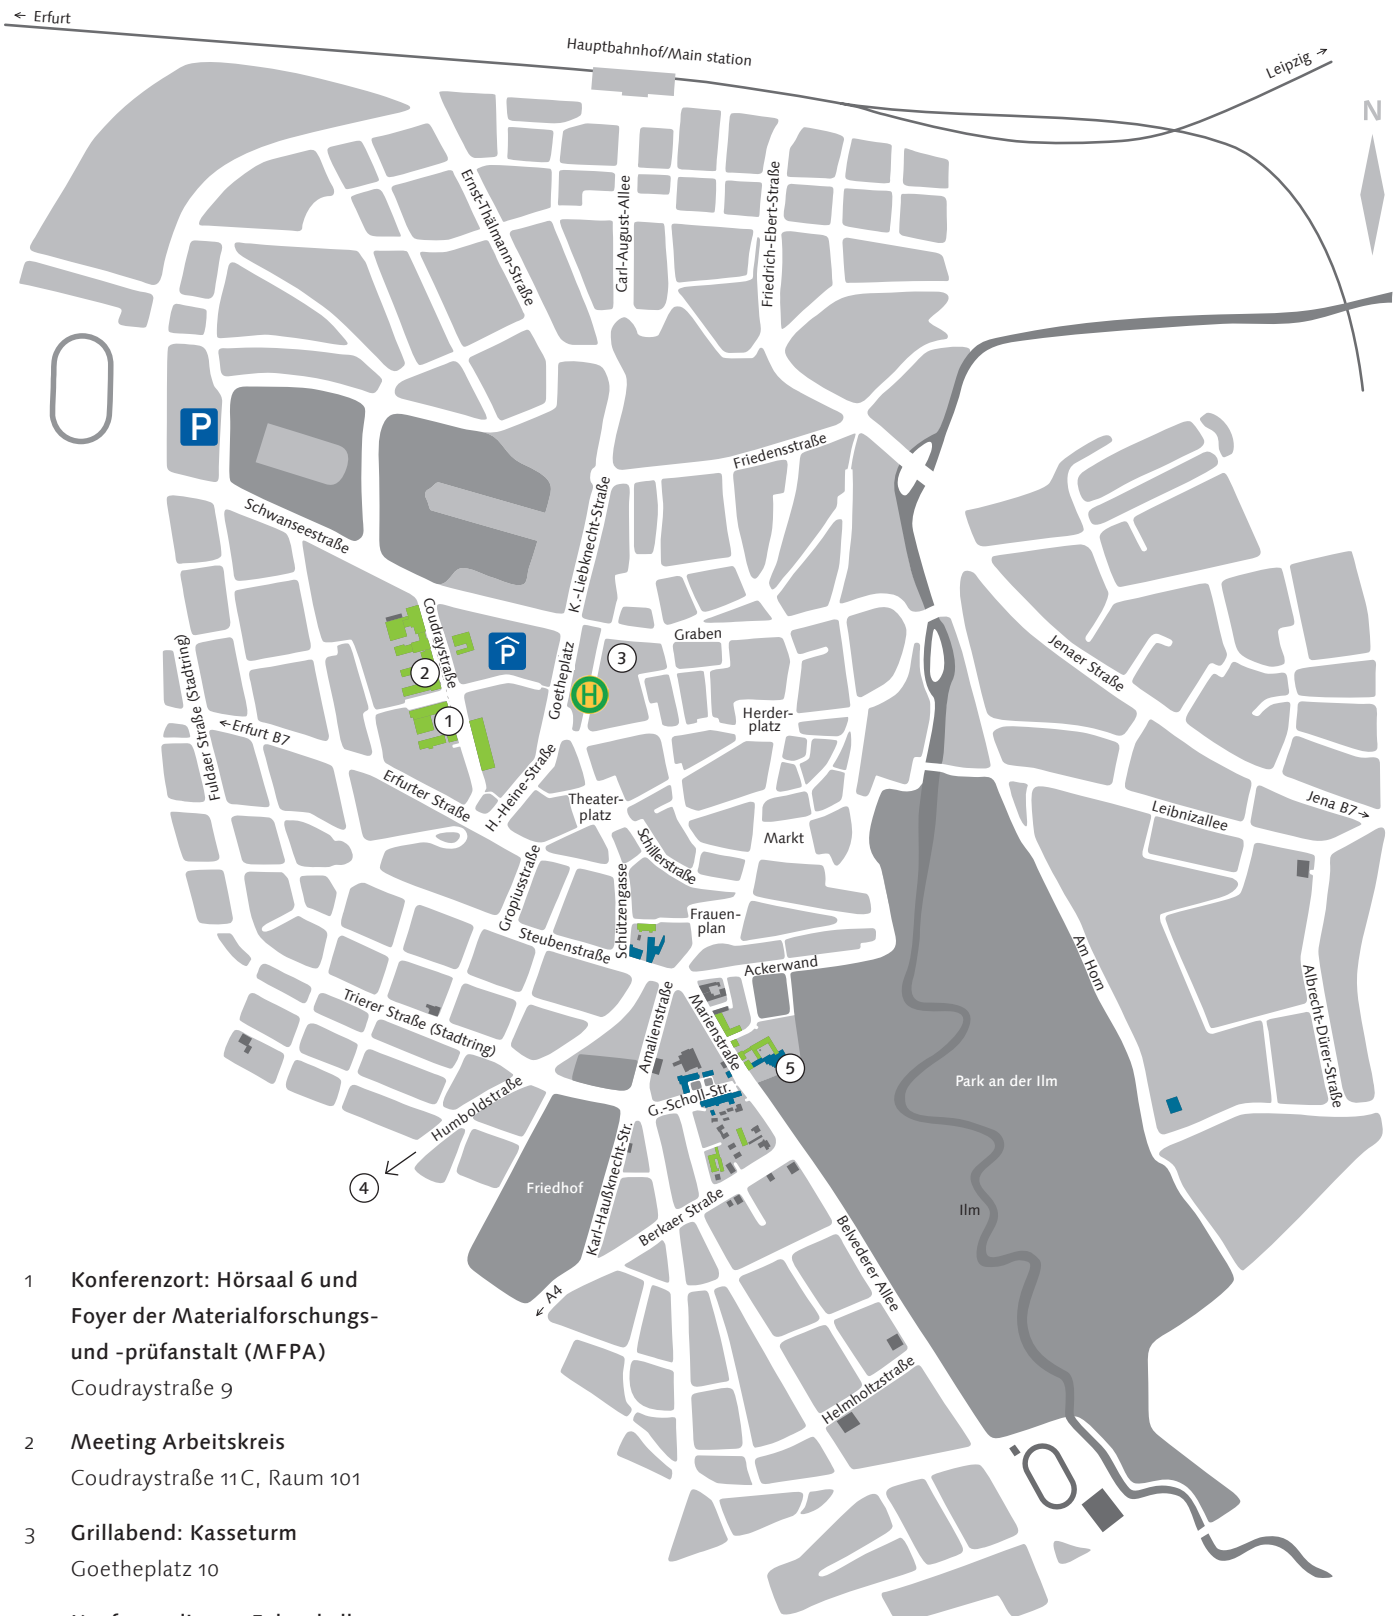 ← Erfurt
Hauptbahnhof/Main station
Leipzig →
N
Ernst-Thälmann-Straße
Carl-August-Allee
Friedrich-Ebert-Straße
P
Friedensstraße
Schwanseestraße
K.-Liebknecht-Straße
Coudraystraße
P
Graben
3
2
H
Goetheplatz
1
Jenaer Straße
Fuldaer Straße (Stadtring)
← Erfurt B7
Herder-
platz
Erfurter Straße
H.-Heine-Straße
Theater-
platz
Leibnizallee
Jena B7 →
Schillerstraße
Markt
Gropiusstraße
Schützengasse
Frauen-
plan
Steubenstraße
Ackerwand
Am Horn
Albrecht-Dürer-Straße
Trierer Straße (Stadtring)
Amalienstraße
Marienstraße
5
Park an der Ilm
Humboldstraße
G.-Scholl-Str.
4
Friedhof
Karl-Haußknecht-Str.
Berkaer Straße
Ilm
Belvederer Allee
← A4
Helmholtzstraße
1 Konferenzort: Hörsaal 6 und
Foyer der Materialforschungs-
und -prüfanstalt (MFPA)
Coudraystraße 9
2 Meeting Arbeitskreis
Coudraystraße 11 C, Raum 101
3 Grillabend: Kasseturm
Goetheplatz 10